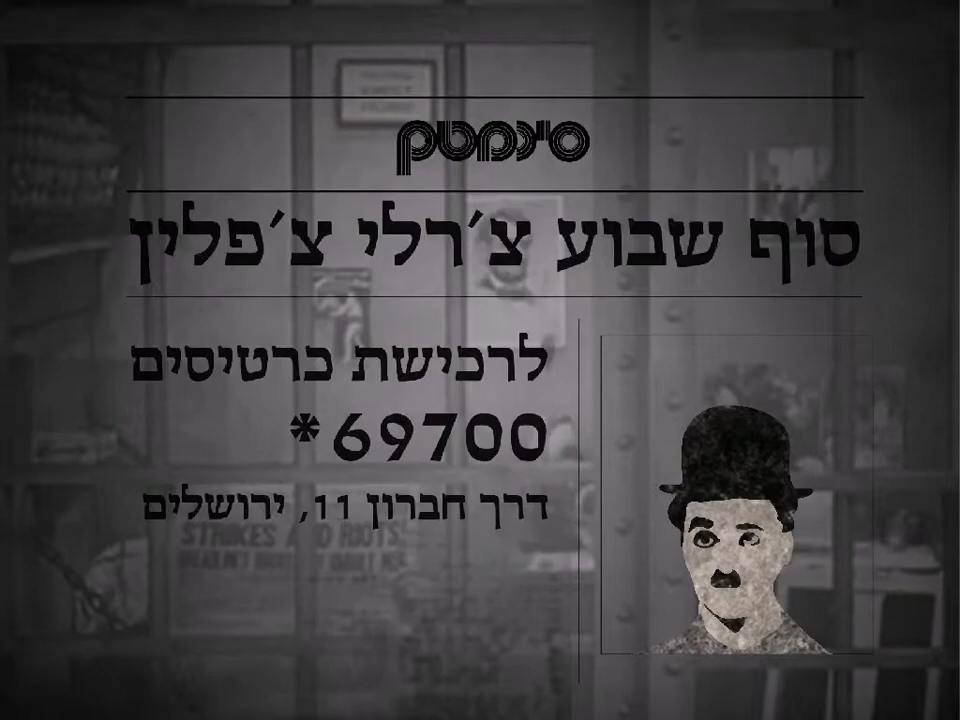 סינמטק
סוף שבוע צ'רלי צ'פלין
לרכישת כרטיסים
*69700
דרך חברון 11, ירושלים
STRIKES AND RIOTS